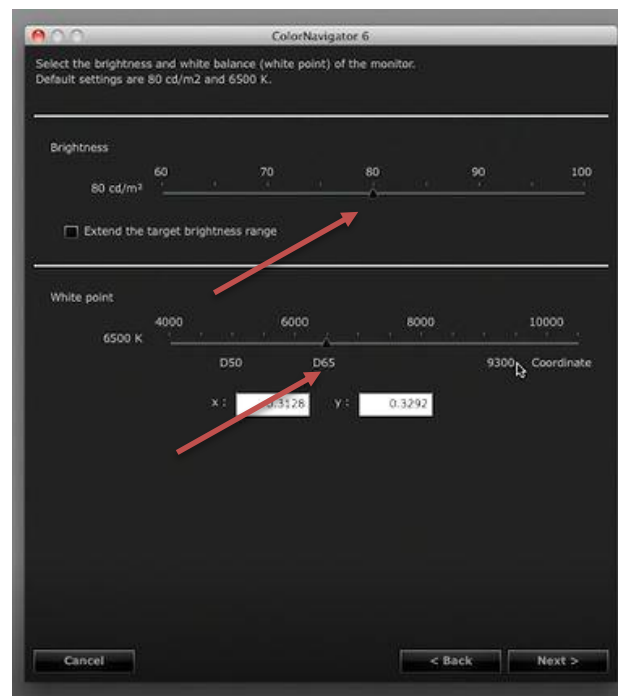 ColorNavigator 6
Select the brightness and white balance (white point) of the monitor.
Default settings are 80 cd/m2 and 6500 K.
Brightness
60 70 80 90 100
80 cd/m²
Extend the target brightness range
White point
4000 6000 8000 10000
6500 K
D50 D65 9300 Coordinate
x : 0.3128 y : 0.3292
Cancel < Back Next >